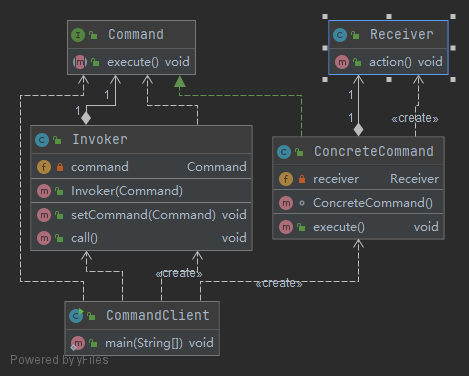 Command
execute() void
Receiver
action() void
1
1
1
1
«create»
Invoker
command Command
Invoker(Command)
setCommand(Command) void
call() void
ConcreteCommand
receiver Receiver
ConcreteCommand()
execute() void
«create»
«create»
CommandClient
main(String[]) void
Powered by yFiles